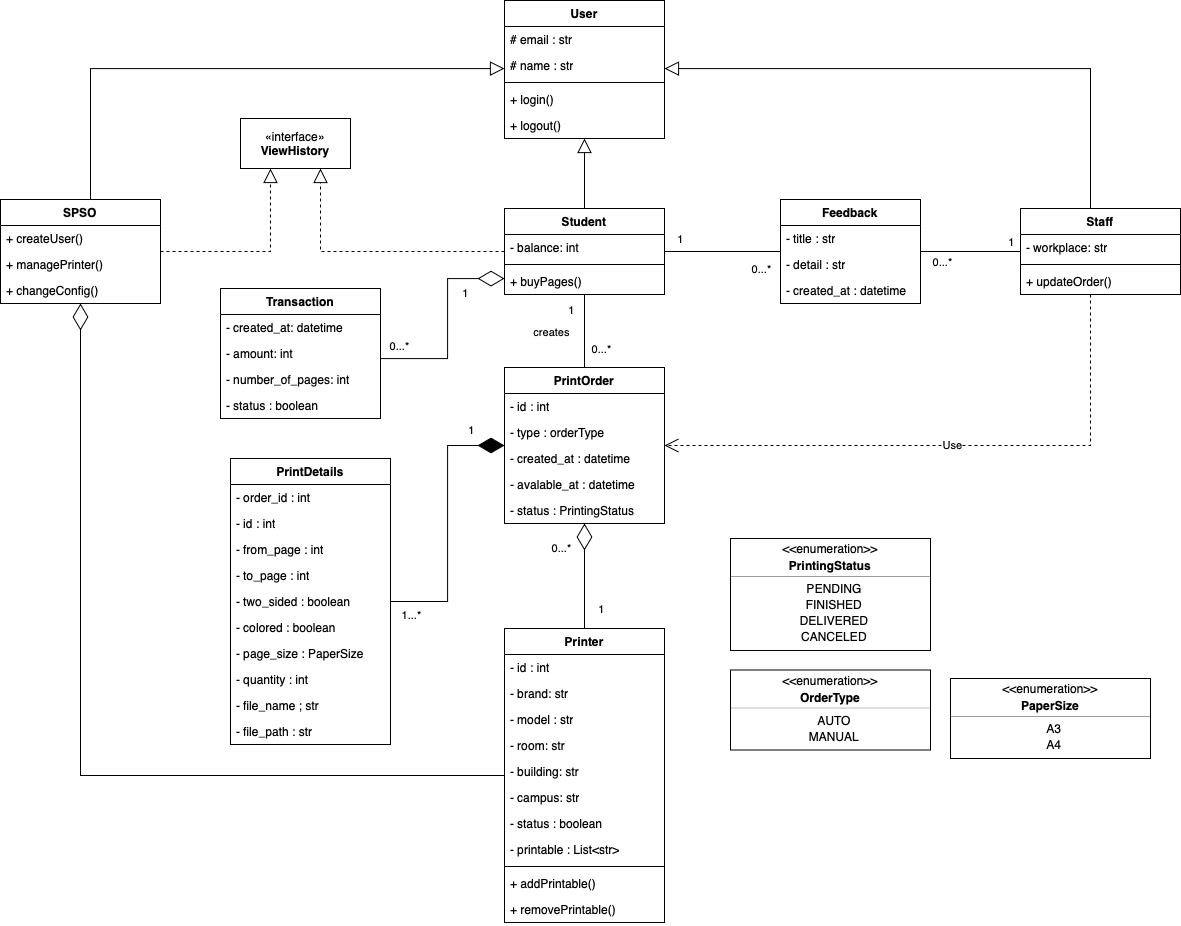 User
# email : str
# name : str
+ login()
+ logout()
«interface»
ViewHistory
SPSO
+ createUser()
+ managePrinter()
+ changeConfig()
Student
- balance: int
+ buyPages()
1
0...*
Feedback
- title : str
- detail : str
- created_at : datetime
1
0...*
Staff
- workplace: str
+ updateOrder()
Transaction
- created_at: datetime
- amount: int
- number_of_pages: int
- status : boolean
1
0...*
1
creates
0...*
PrintOrder
- id : int
- type : orderType
- created_at : datetime
- avalable_at : datetime
- status : PrintingStatus
Use
1
1...*
PrintDetails
- order_id : int
- id : int
- from_page : int
- to_page : int
- two_sided : boolean
- colored : boolean
- page_size : PaperSize
- quantity : int
- file_name ; str
- file_path : str
0...*
1
Printer
- id : int
- brand: str
- model : str
- room: str
- building: str
- campus: str
- status : boolean
- printable : List<str>
+ addPrintable()
+ removePrintable()
<<enumeration>>
PrintingStatus
PENDING
FINISHED
DELIVERED
CANCELED
<<enumeration>>
OrderType
AUTO
MANUAL
<<enumeration>>
PaperSize
A3
A4